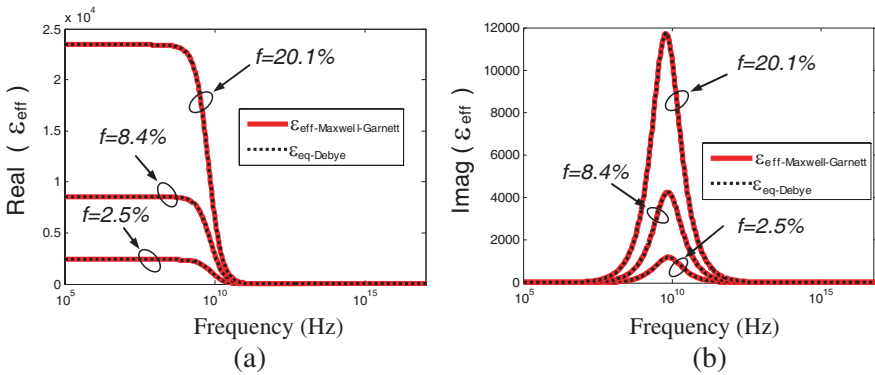 x 10^4
2.5
2
1.5
1
0.5
0
Real ( ε_eff )
f=20.1%
f=8.4%
f=2.5%
ε_eff-Maxwell-Garnett
ε_eq-Debye
10^5
10^10
10^15
Frequency (Hz)
(a)
12000
10000
8000
6000
4000
2000
0
Imag ( ε_eff )
f=20.1%
f=8.4%
f=2.5%
ε_eff-Maxwell-Garnett
ε_eq-Debye
10^5
10^10
10^15
Frequency (Hz)
(b)